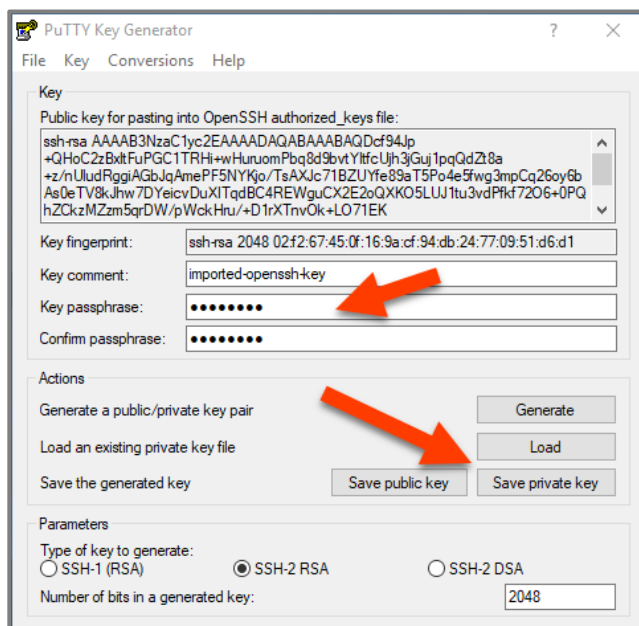 PuTTY Key Generator
File Key Conversions Help
Key
Public key for pasting into OpenSSH authorized_keys file:
ssh-rsa AAAAB3NzaC1yc2EAAAADAQABAAABAQDcf94Jp
+QHoC2zBxltFuPGC1TRHi+wHuruomPbq8d9bvtYltfcUjh3jGuj1pqQdZt8a
+z/nUludRggiAGbJqAmePF5NYKjo/TsAXJc71BZUYfe89aT5Po4e5fwg3mpCq26oy6b
As0eTV8kJhw7DYeicvDuXITqdBC4REWguCX2E2oQXKO5LUJ1tu3vdPfkf72O6+0PQ
hZCkzMZzm5qrDW/pWckHru/+D1rXTnvOk+LO71EK
Key fingerprint: ssh-rsa 2048 02:f2:67:45:0f:16:9a:cf:94:db:24:77:09:51:d6:d1
Key comment: imported-openssh-key
Key passphrase: ●●●●●●●●
Confirm passphrase: ●●●●●●●●
Actions
Generate a public/private key pair Generate
Load an existing private key file Load
Save the generated key Save public key Save private key
Parameters
Type of key to generate:
SSH-1 (RSA) SSH-2 RSA SSH-2 DSA
Number of bits in a generated key: 2048